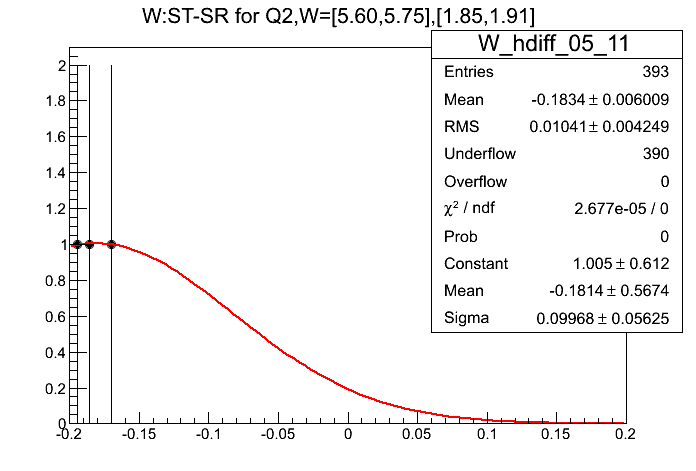 W:ST-SR for Q2,W=[5.60,5.75],[1.85,1.91]
W_hdiff_05_11
Entries 393
Mean -0.1834 ± 0.006009
RMS 0.01041 ± 0.004249
Underflow 390
Overflow 0
χ² / ndf 2.677e-05 / 0
Prob 0
Constant 1.005 ± 0.612
Mean -0.1814 ± 0.5674
Sigma 0.09968 ± 0.05625
2
1.8
1.6
1.4
1.2
1
0.8
0.6
0.4
0.2
0
-0.2 -0.15 -0.1 -0.05 0 0.05 0.1 0.15 0.2